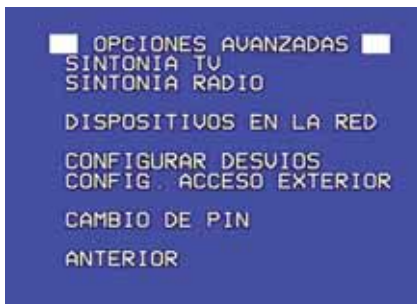 OPCIONES AVANZADAS
SINTONIA TV
SINTONIA RADIO
DISPOSITIVOS EN LA RED
CONFIGURAR DESVIOS
CONFIG. ACCESO EXTERIOR
CAMBIO DE PIN
ANTERIOR